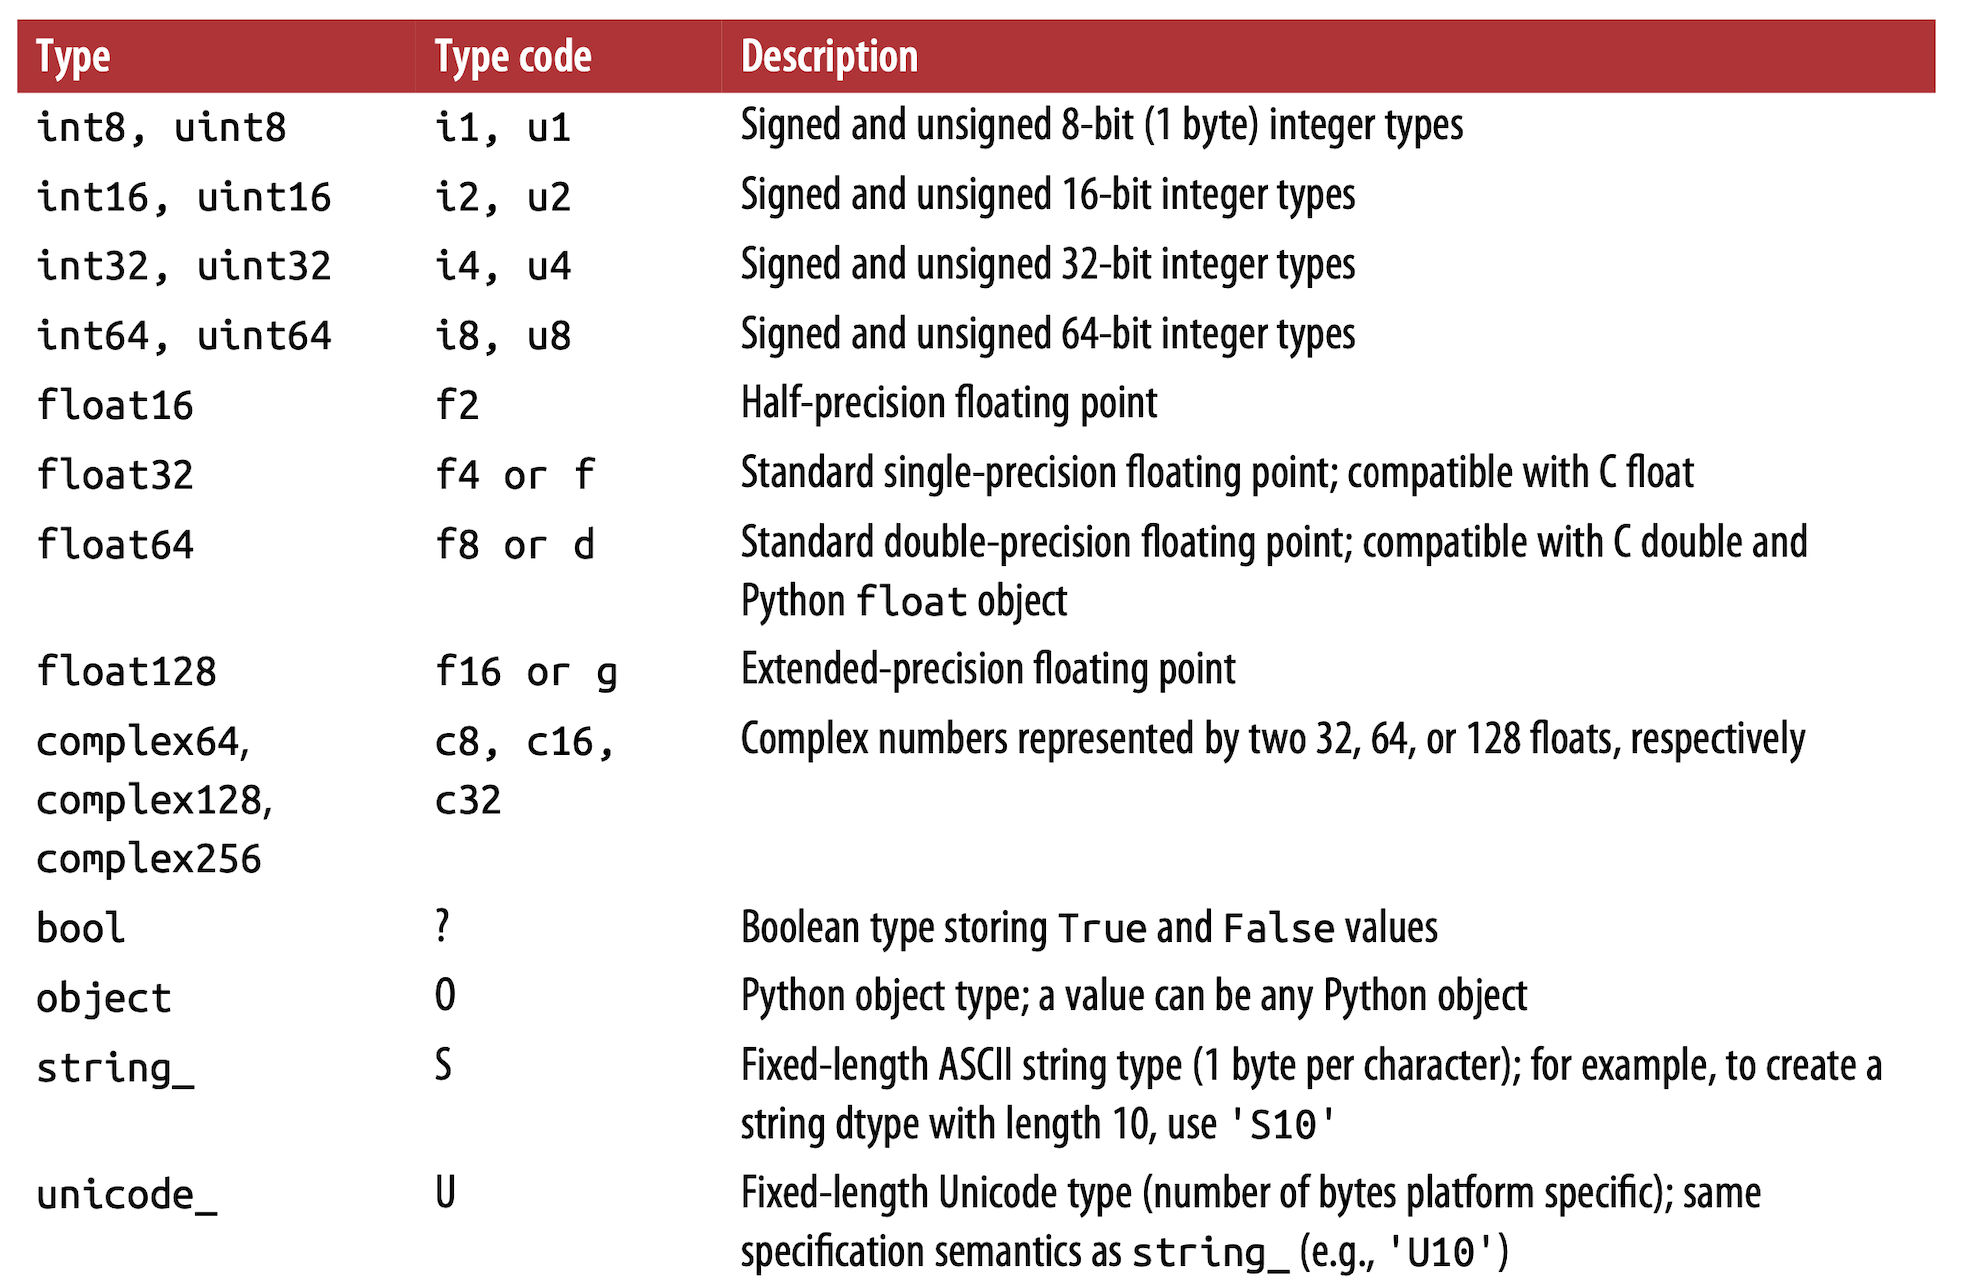 Type Type code Description
int8, uint8 i1, u1 Signed and unsigned 8-bit (1 byte) integer types
int16, uint16 i2, u2 Signed and unsigned 16-bit integer types
int32, uint32 i4, u4 Signed and unsigned 32-bit integer types
int64, uint64 i8, u8 Signed and unsigned 64-bit integer types
float16 f2 Half-precision floating point
float32 f4 or f Standard single-precision floating point; compatible with C float
float64 f8 or d Standard double-precision floating point; compatible with C double and
Python float object
float128 f16 or g Extended-precision floating point
complex64, c8, c16, Complex numbers represented by two 32, 64, or 128 floats, respectively
complex128, c32
complex256
bool ? Boolean type storing True and False values
object O Python object type; a value can be any Python object
string_ S Fixed-length ASCII string type (1 byte per character); for example, to create a
string dtype with length 10, use 'S10'
unicode_ U Fixed-length Unicode type (number of bytes platform specific); same
specification semantics as string_ (e.g., 'U10')